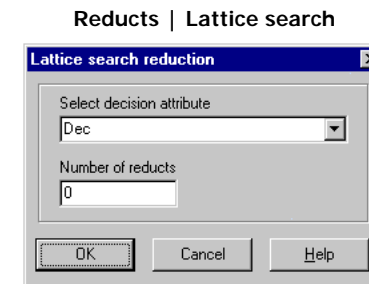 Reducts | Lattice search
Lattice search reduction
Select decision attribute
Dec
Number of reducts
0
OK Cancel Help